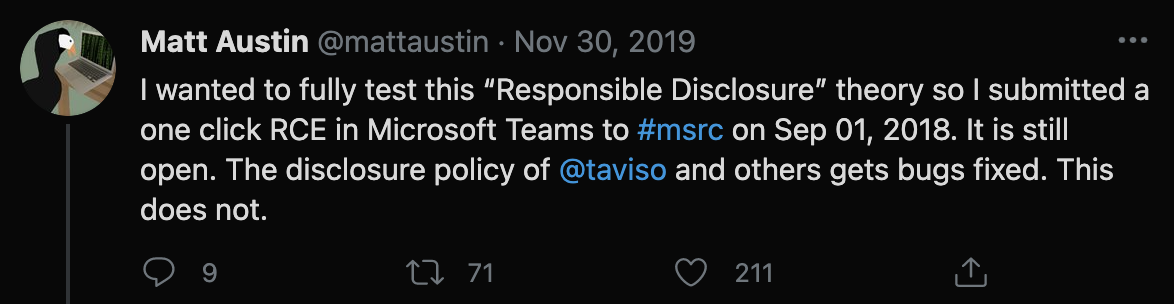 Matt Austin @mattaustin · Nov 30, 2019
I wanted to fully test this “Responsible Disclosure” theory so I submitted a
one click RCE in Microsoft Teams to #msrc on Sep 01, 2018. It is still
open. The disclosure policy of @taviso and others gets bugs fixed. This
does not.
9 71 211